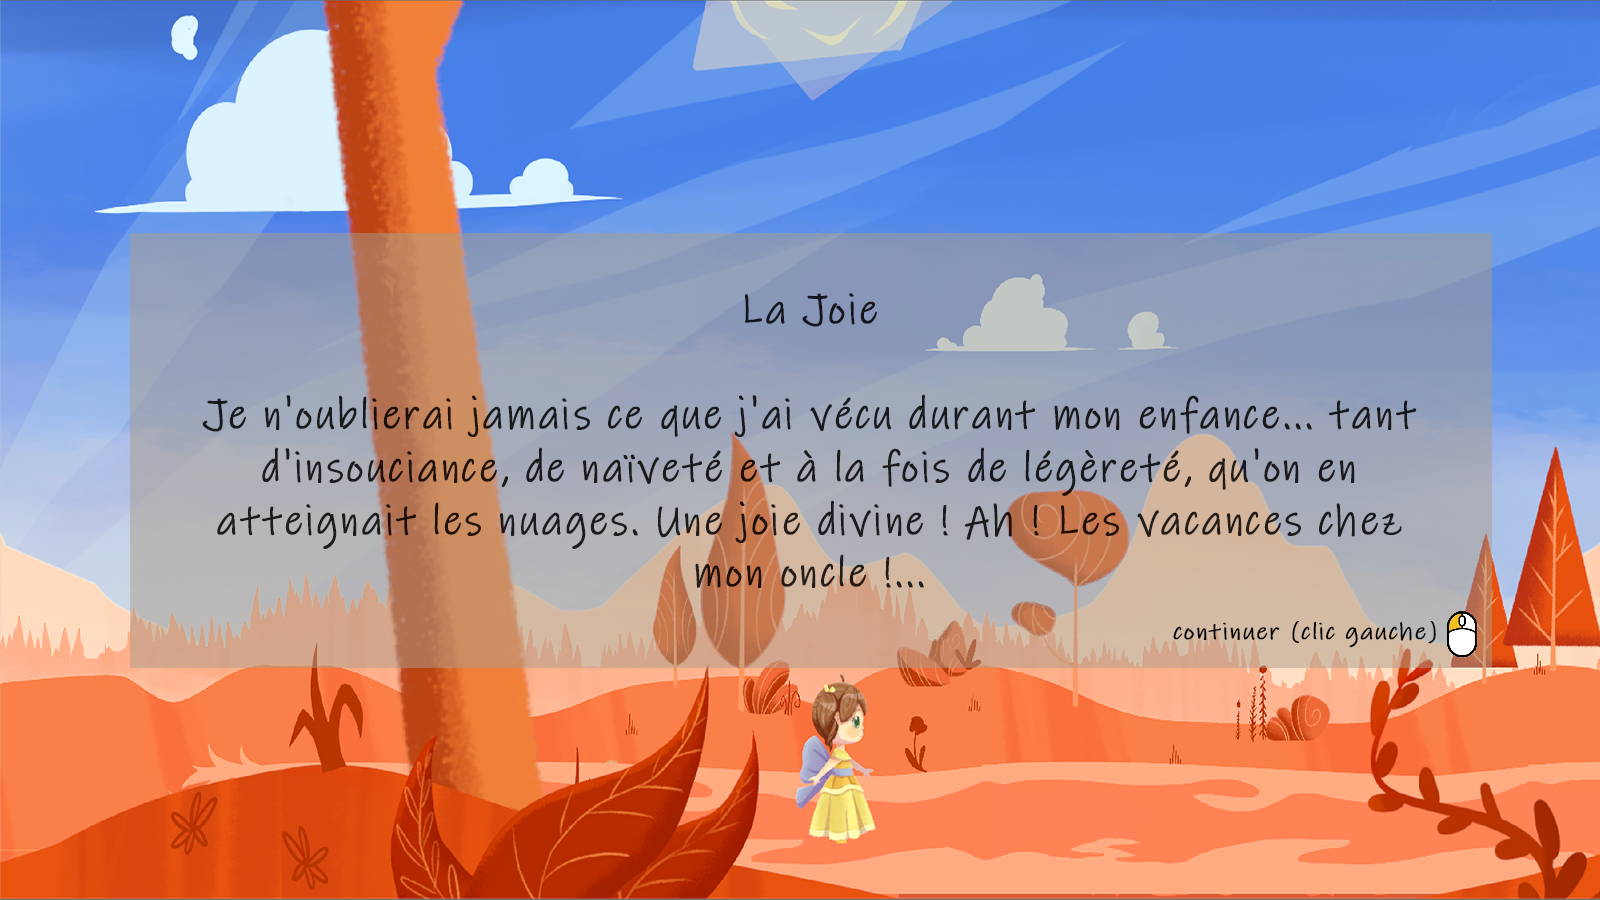 La Joie
Je n'oublierai jamais ce que j'ai vécu durant mon enfance... tant
d'insouciance, de naïveté et à la fois de légèreté, qu'on en
atteignait les nuages. Une joie divine ! Ah ! Les vacances chez
mon oncle !...
continuer (clic gauche)